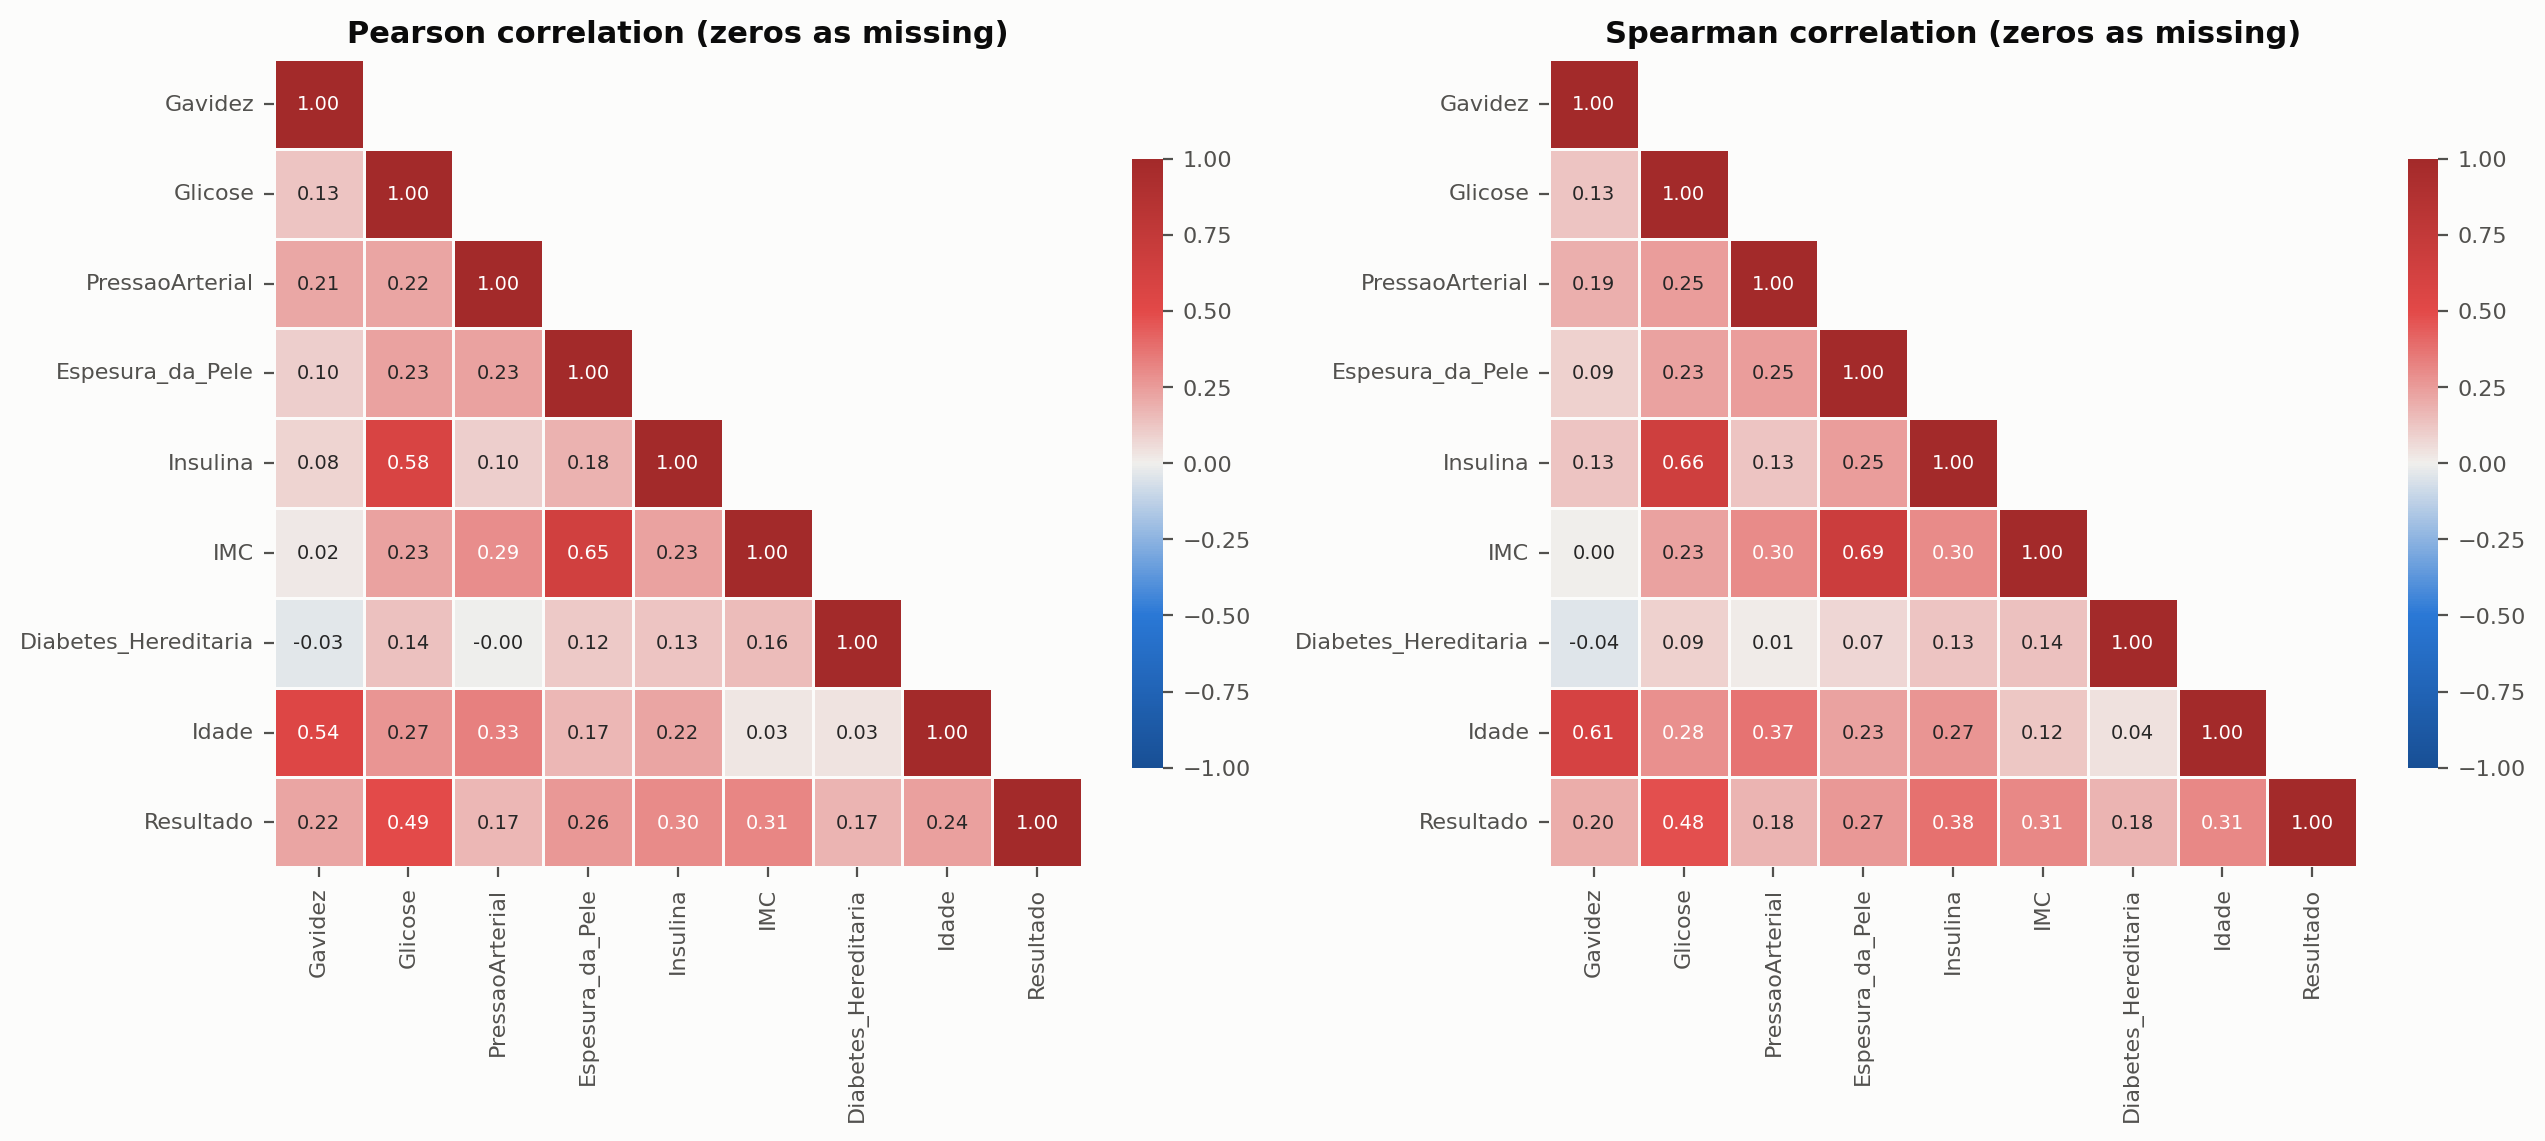 Pearson correlation (zeros as missing)
Gavidez 1.00
Glicose 0.13 1.00
PressaoArterial 0.21 0.22 1.00
Espesura_da_Pele 0.10 0.23 0.23 1.00
Insulina 0.08 0.58 0.10 0.18 1.00
IMC 0.02 0.23 0.29 0.65 0.23 1.00
Diabetes_Hereditaria -0.03 0.14 -0.00 0.12 0.13 0.16 1.00
Idade 0.54 0.27 0.33 0.17 0.22 0.03 0.03 1.00
Resultado 0.22 0.49 0.17 0.26 0.30 0.31 0.17 0.24 1.00
Gavidez
Glicose
PressaoArterial
Espesura_da_Pele
Insulina
IMC
Diabetes_Hereditaria
Idade
Resultado
1.00
0.75
0.50
0.25
0.00
−0.25
−0.50
−0.75
−1.00
Spearman correlation (zeros as missing)
Gavidez 1.00
Glicose 0.13 1.00
PressaoArterial 0.19 0.25 1.00
Espesura_da_Pele 0.09 0.23 0.25 1.00
Insulina 0.13 0.66 0.13 0.25 1.00
IMC 0.00 0.23 0.30 0.69 0.30 1.00
Diabetes_Hereditaria -0.04 0.09 0.01 0.07 0.13 0.14 1.00
Idade 0.61 0.28 0.37 0.23 0.27 0.12 0.04 1.00
Resultado 0.20 0.48 0.18 0.27 0.38 0.31 0.18 0.31 1.00
Gavidez
Glicose
PressaoArterial
Espesura_da_Pele
Insulina
IMC
Diabetes_Hereditaria
Idade
Resultado
1.00
0.75
0.50
0.25
0.00
−0.25
−0.50
−0.75
−1.00